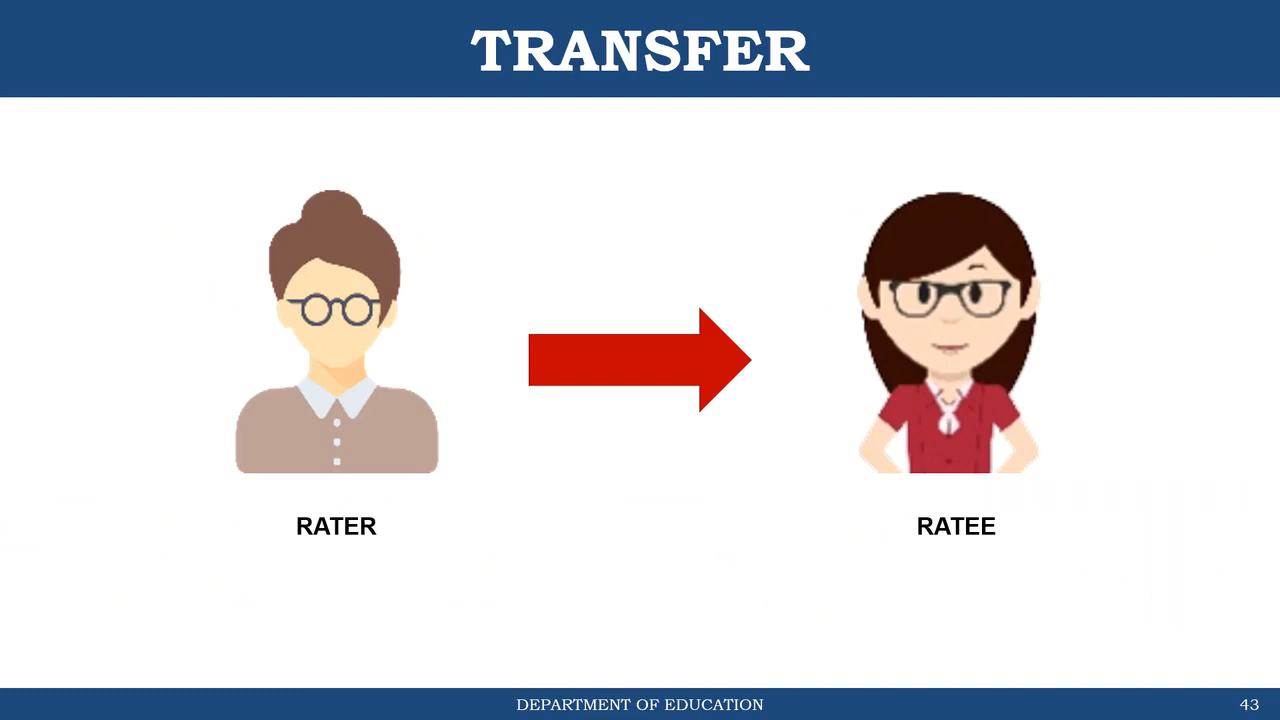 TRANSFER
RATER
RATEE
DEPARTMENT OF EDUCATION
43